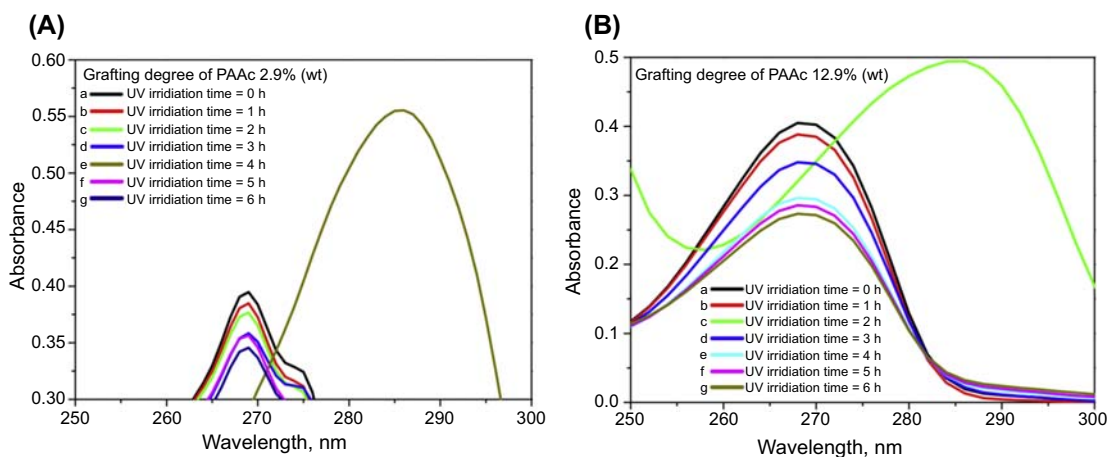 (A)
Grafting degree of PAAc 2.9% (wt)
a UV irridiation time = 0 h
b UV irridiation time = 1 h
c UV irridiation time = 2 h
d UV irridiation time = 3 h
e UV irridiation time = 4 h
f UV irridiation time = 5 h
g UV irridiation time = 6 h
0.60
0.55
0.50
0.45
0.40
0.35
0.30
Absorbance
250 260 270 280 290 300
Wavelength, nm
(B)
Grafting degree of PAAc 12.9% (wt)
a UV irridiation time = 0 h
b UV irridiation time = 1 h
c UV irridiation time = 2 h
d UV irridiation time = 3 h
e UV irridiation time = 4 h
f UV irridiation time = 5 h
g UV irridiation time = 6 h
0.5
0.4
0.3
0.2
0.1
0.0
Absorbance
250 260 270 280 290 300
Wavelength, nm